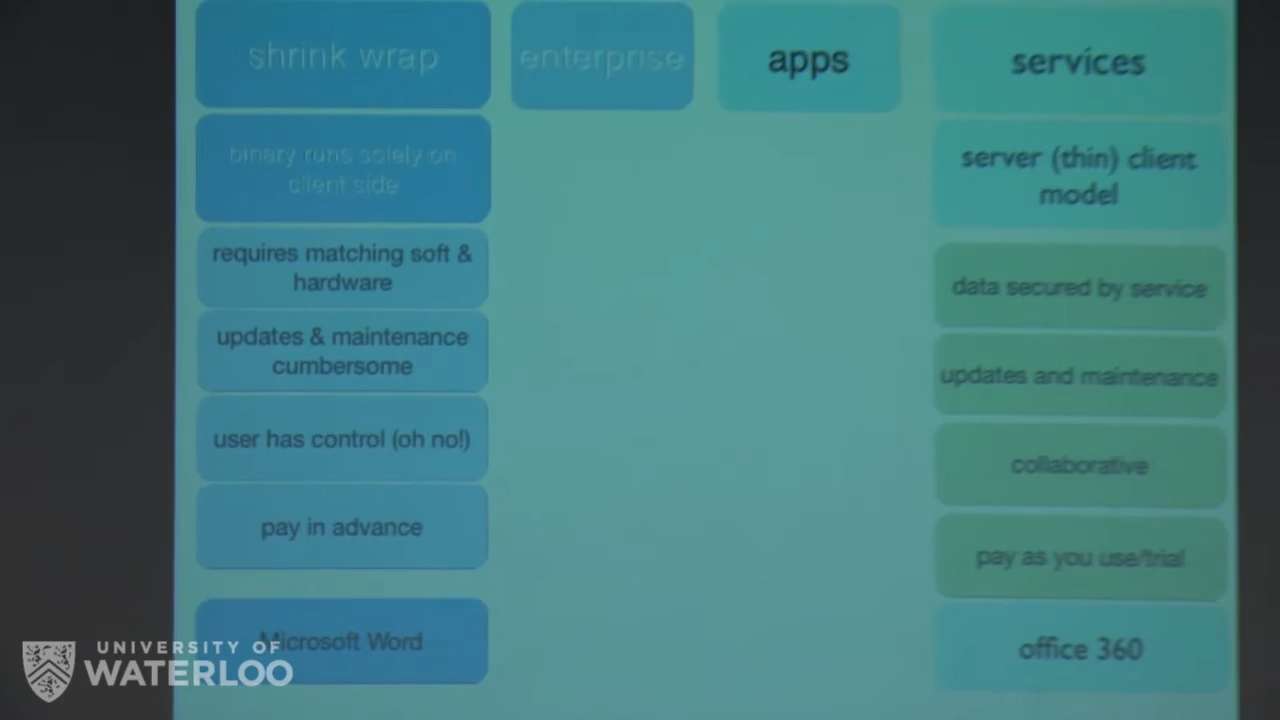 shrink wrap
enterprise
apps
services
binary runs solely on
client side
server (thin) client
model
requires matching soft &
hardware
data secured by service
updates & maintenance
cumbersome
updates and maintenance
user has control (oh no!)
collaborative
pay in advance
pay as you use/trial
Microsoft Word
office 360
UNIVERSITY OF
WATERLOO